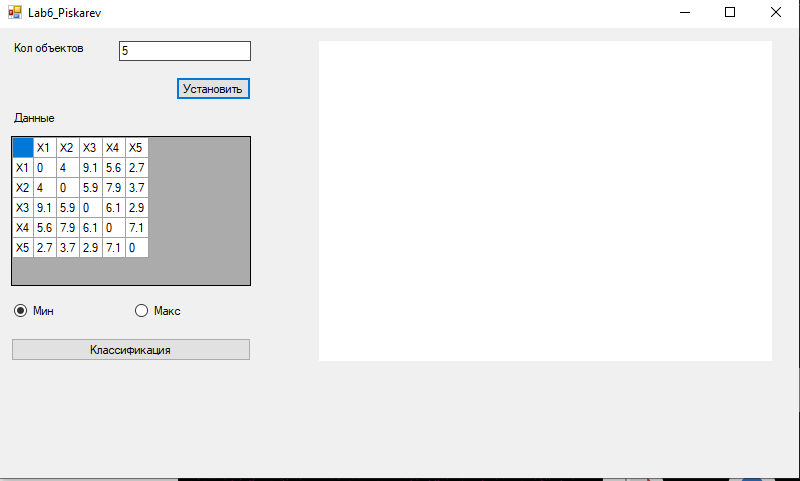 Lab6_Piskarev
Кол объектов 5
Установить
Данные
X1 X2 X3 X4 X5
X1 0 4 9.1 5.6 2.7
X2 4 0 5.9 7.9 3.7
X3 9.1 5.9 0 6.1 2.9
X4 5.6 7.9 6.1 0 7.1
X5 2.7 3.7 2.9 7.1 0
Мин Макс
Классификация